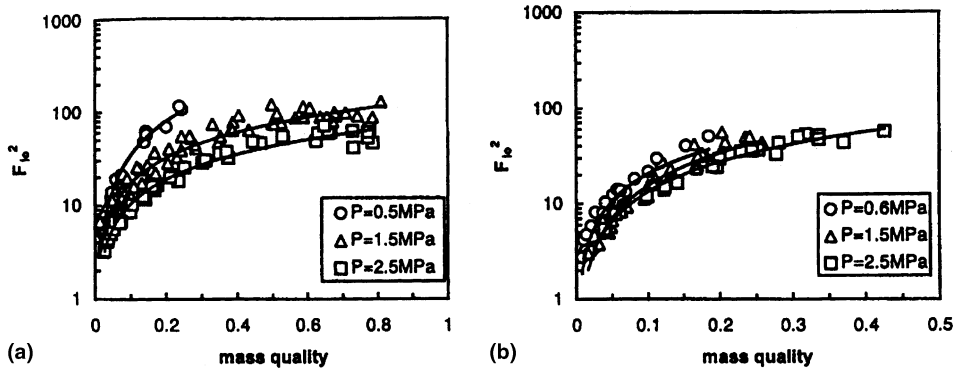 1000
100
10
1
F_lo^2
0
0.2
0.4
0.6
0.8
1
mass quality
P=0.5MPa
P=1.5MPa
P=2.5MPa
(a)
1000
100
10
1
F_lo^2
0
0.1
0.2
0.3
0.4
0.5
mass quality
P=0.6MPa
P=1.5MPa
P=2.5MPa
(b)